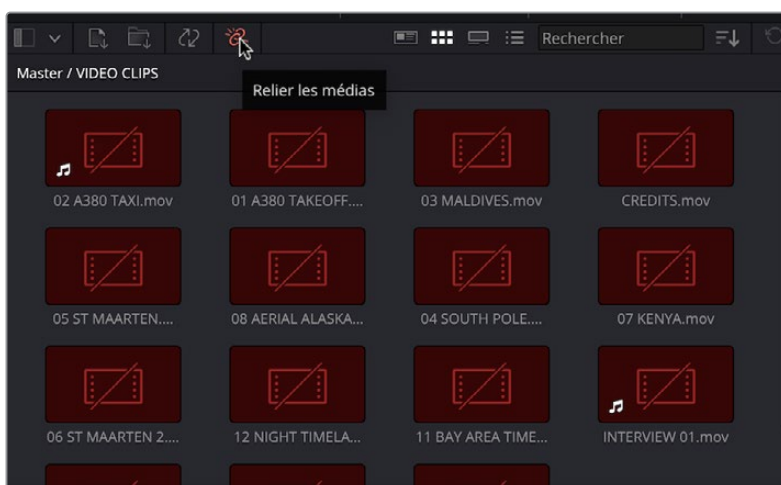 Rechercher
Master / VIDEO CLIPS
Relier les médias
02 A380 TAXI.mov
01 A380 TAKEOFF....
03 MALDIVES.mov
CREDITS.mov
05 ST MAARTEN....
08 AERIAL ALASKA...
04 SOUTH POLE....
07 KENYA.mov
06 ST MAARTEN 2....
12 NIGHT TIMELA...
11 BAY AREA TIME...
INTERVIEW 01.mov